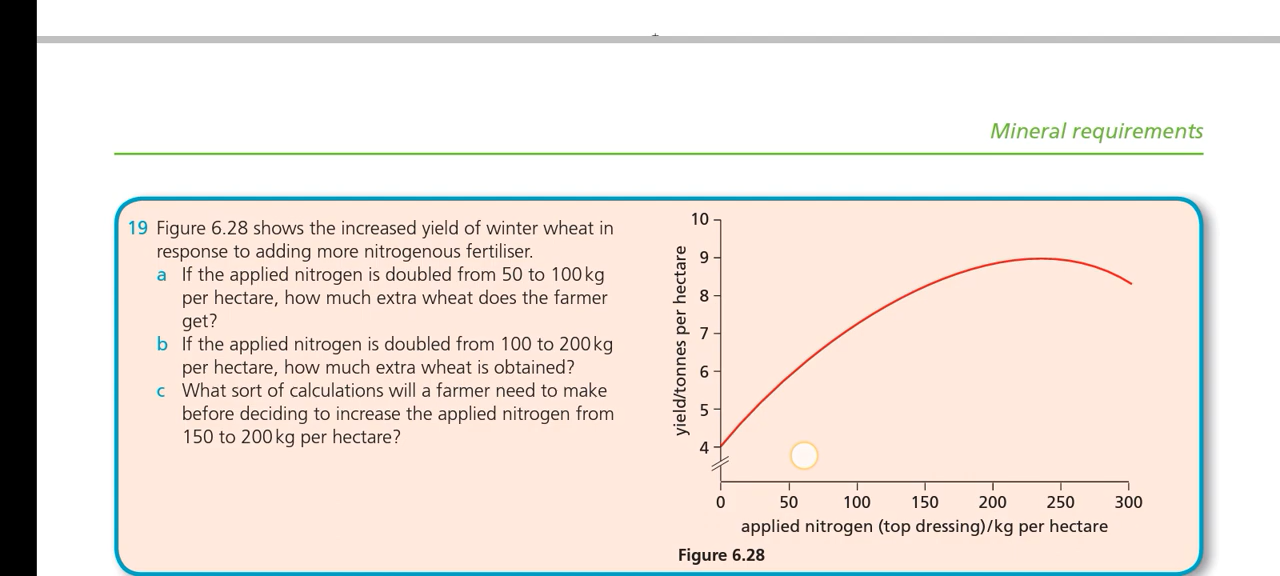 Mineral requirements
19 Figure 6.28 shows the increased yield of winter wheat in
response to adding more nitrogenous fertiliser.
a If the applied nitrogen is doubled from 50 to 100 kg
per hectare, how much extra wheat does the farmer
get?
b If the applied nitrogen is doubled from 100 to 200 kg
per hectare, how much extra wheat is obtained?
c What sort of calculations will a farmer need to make
before deciding to increase the applied nitrogen from
150 to 200 kg per hectare?
yield/tonnes per hectare
10
9
8
7
6
5
4
0 50 100 150 200 250 300
applied nitrogen (top dressing)/kg per hectare
Figure 6.28